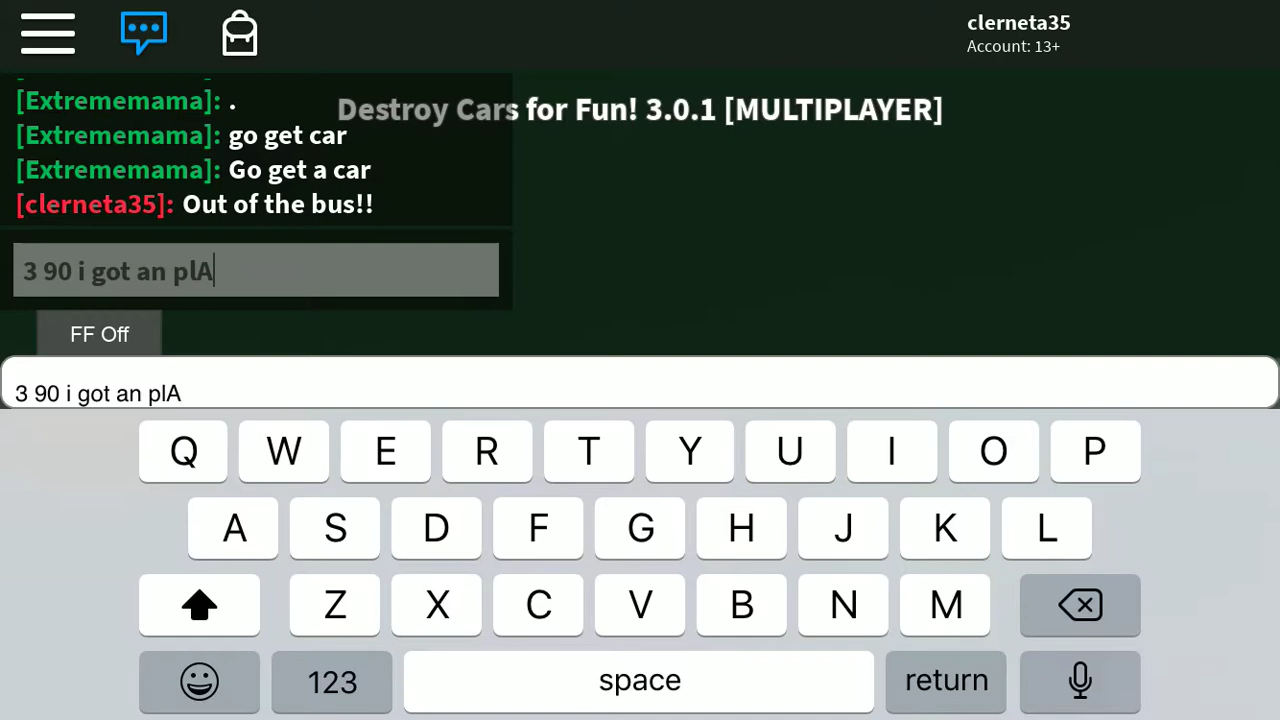 clerneta35
Account: 13+
Destroy Cars for Fun! 3.0.1 [MULTIPLAYER]
[Extrememama]: .
[Extrememama]: go get car
[Extrememama]: Go get a car
[clerneta35]: Out of the bus!!
3 90 i got an plA
FF Off
3 90 i got an plA
Q W E R T Y U I O P
A S D F G H J K L
Z X C V B N M
123 space return